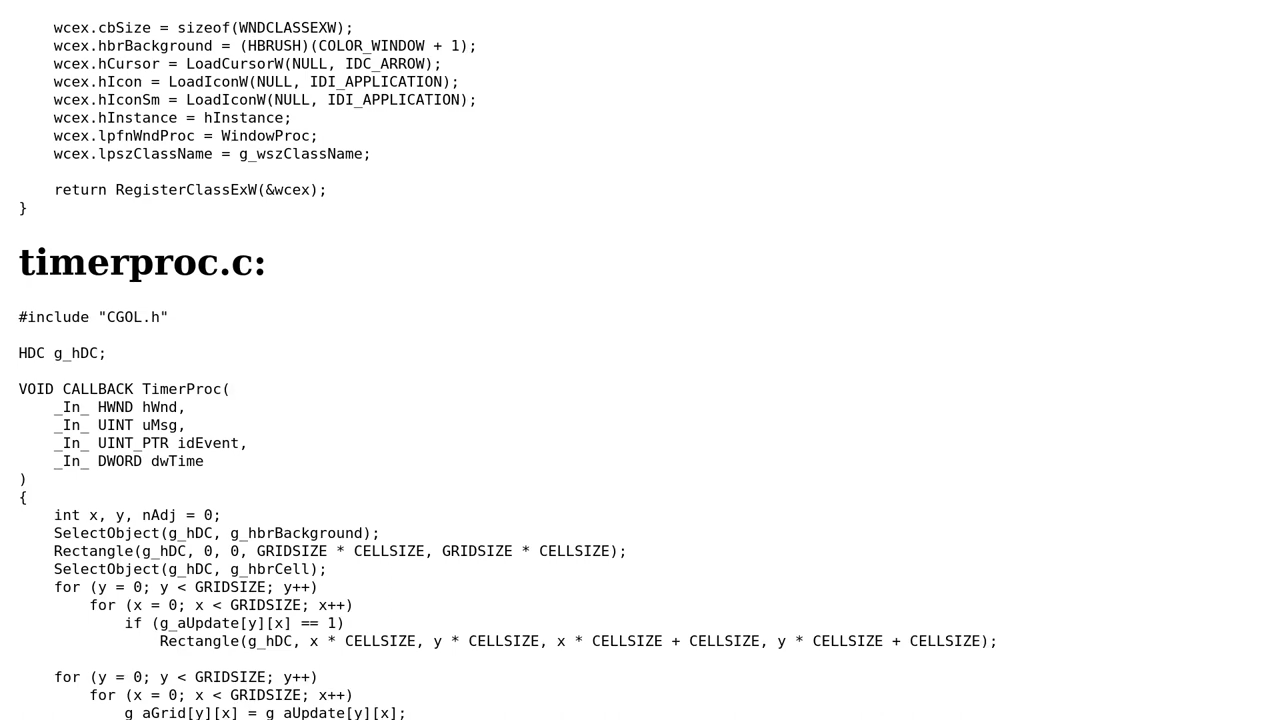 wcex.cbSize = sizeof(WNDCLASSEXW);
wcex.hbrBackground = (HBRUSH)(COLOR_WINDOW + 1);
wcex.hCursor = LoadCursorW(NULL, IDC_ARROW);
wcex.hIcon = LoadIconW(NULL, IDI_APPLICATION);
wcex.hIconSm = LoadIconW(NULL, IDI_APPLICATION);
wcex.hInstance = hInstance;
wcex.lpfnWndProc = WindowProc;
wcex.lpszClassName = g_wszClassName;
return RegisterClassExW(&wcex);
}
timerproc.c:
#include "CGOL.h"
HDC g_hDC;
VOID CALLBACK TimerProc(
_In_ HWND hWnd,
_In_ UINT uMsg,
_In_ UINT_PTR idEvent,
_In_ DWORD dwTime
)
{
int x, y, nAdj = 0;
SelectObject(g_hDC, g_hbrBackground);
Rectangle(g_hDC, 0, 0, GRIDSIZE * CELLSIZE, GRIDSIZE * CELLSIZE);
SelectObject(g_hDC, g_hbrCell);
for (y = 0; y < GRIDSIZE; y++)
for (x = 0; x < GRIDSIZE; x++)
if (g_aUpdate[y][x] == 1)
Rectangle(g_hDC, x * CELLSIZE, y * CELLSIZE, x * CELLSIZE + CELLSIZE, y * CELLSIZE + CELLSIZE);
for (y = 0; y < GRIDSIZE; y++)
for (x = 0; x < GRIDSIZE; x++)
g_aGrid[y][x] = g_aUpdate[y][x];